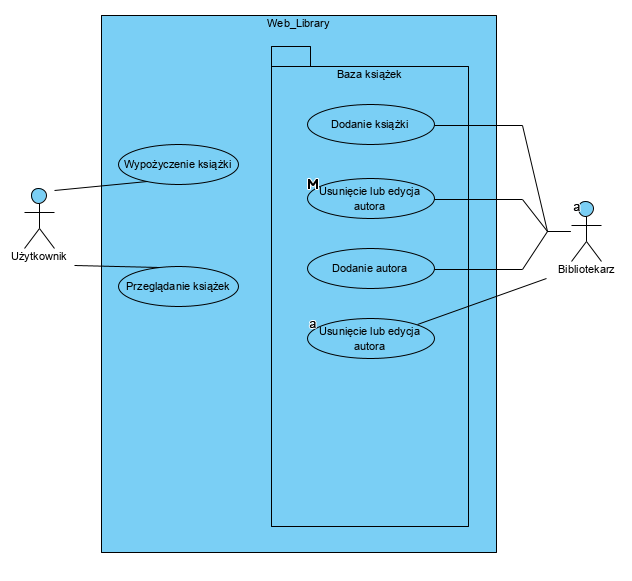 Web_Library
Baza książek
Dodanie książki
Wypożyczenie książki
M
Usunięcie lub edycja
autora
a
Użytkownik
Bibliotekarz
Dodanie autora
Przeglądanie książek
a
Usunięcie lub edycja
autora